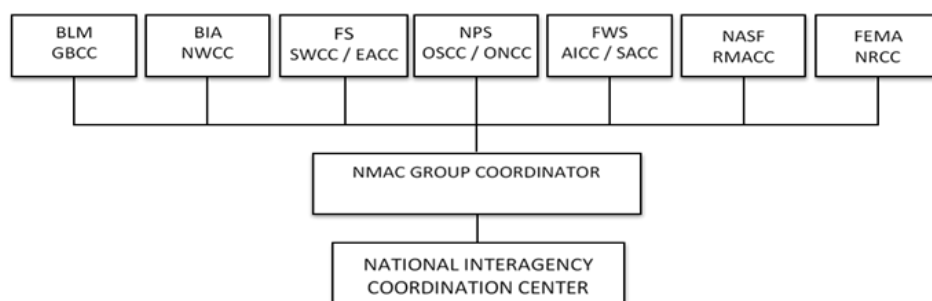 BLM
GBCC
BIA
NWCC
FS
SWCC / EACC
NPS
OSCC / ONCC
FWS
AICC / SACC
NASF
RMACC
FEMA
NRCC
NMAC GROUP COORDINATOR
NATIONAL INTERAGENCY
COORDINATION CENTER